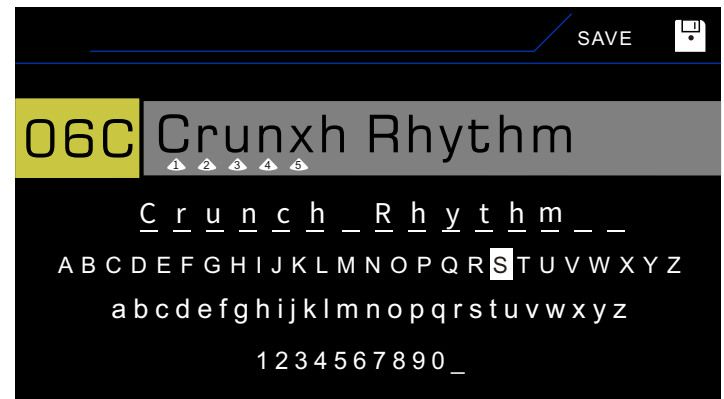 SAVE
06C Crunxh Rhythm
1 2 3 4 5
C r u n c h _ R h y t h m _ _
A B C D E F G H I J K L M N O P Q R S T U V W X Y Z
a b c d e f g h i j k l m n o p q r s t u v w x y z
1 2 3 4 5 6 7 8 9 0 _